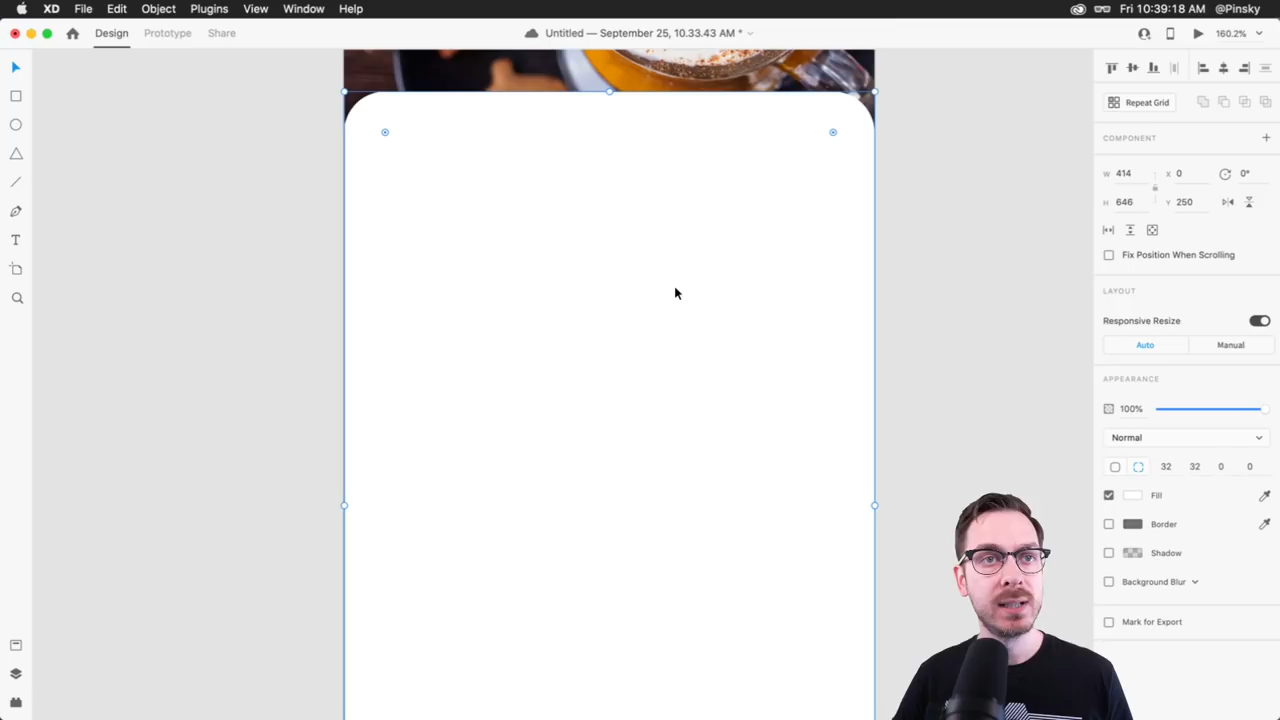 XD File Edit Object Plugins View Window Help Fri 10:39:18 AM @Pinsky
Design Prototype Share Untitled — September 25, 10.33.43 AM * 160.2%
Repeat Grid
COMPONENT
W 414 X 0 0°
H 646 Y 250
Fix Position When Scrolling
LAYOUT
Responsive Resize
Auto Manual
APPEARANCE
100%
Normal
32 32 0 0
Fill
Border
Shadow
Background Blur
Mark for Export
T